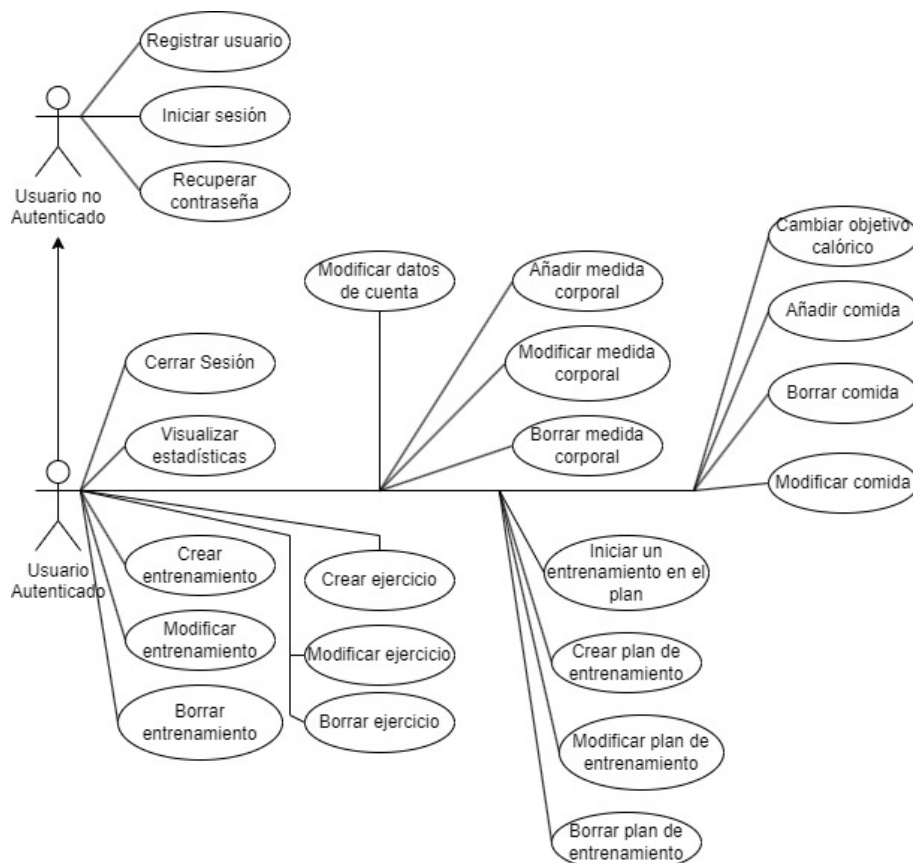 Registrar usuario
Iniciar sesión
Recuperar
contraseña
Usuario no
Autenticado
Cambiar objetivo
calórico
Modificar datos
de cuenta
Añadir medida
corporal
Añadir comida
Cerrar Sesión
Modificar medida
corporal
Borrar comida
Visualizar
estadísticas
Borrar medida
corporal
Modificar comida
Usuario
Autenticado
Crear
entrenamiento
Crear ejercicio
Iniciar un
entrenamiento en el
plan
Modificar
entrenamiento
Modificar ejercicio
Crear plan de
entrenamiento
Borrar
entrenamiento
Borrar ejercicio
Modificar plan de
entrenamiento
Borrar plan de
entrenamiento